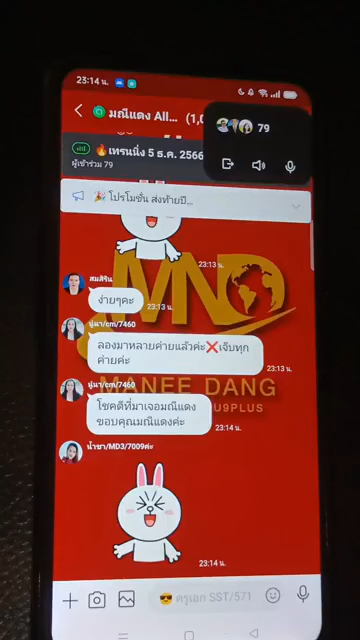 23:14 น.
มณีแดง All... (1,0
79
🔥เทรนนิ่ง 5 ธ.ค. 2566
ผู้เข้าร่วม 79
🎉 โปรโมชั่น ส่งท้ายปี...
23:13 น.
สมสิริน
ง่ายๆคะ
23:13 น.
นู๋นา/cm/7460
ลองมาหลายค่ายแล้วค่ะ❌เจ็บทุก
ค่ายค่ะ
23:13 น.
MND
MANEE DANG
U9PLUS
นู๋นา/cm/7460
โชคดีที่มาเจอมณีแดง
ขอบคุณมณีแดงค่ะ
23:14 น.
น้ำชา/MD3/7009ค่ะ
23:14 น.
😎ครูเอก SST/571